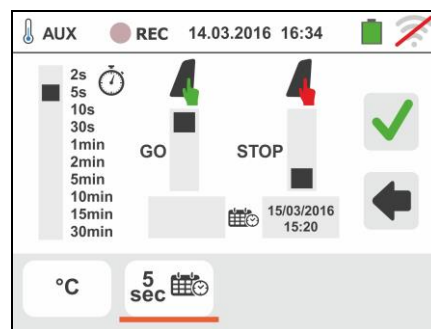 AUX REC 14.03.2016 16:34
2s
5s
10s
30s
1min
2min
5min
10min
15min
30min
GO
STOP
15/03/2016
15:20
°C
5
sec